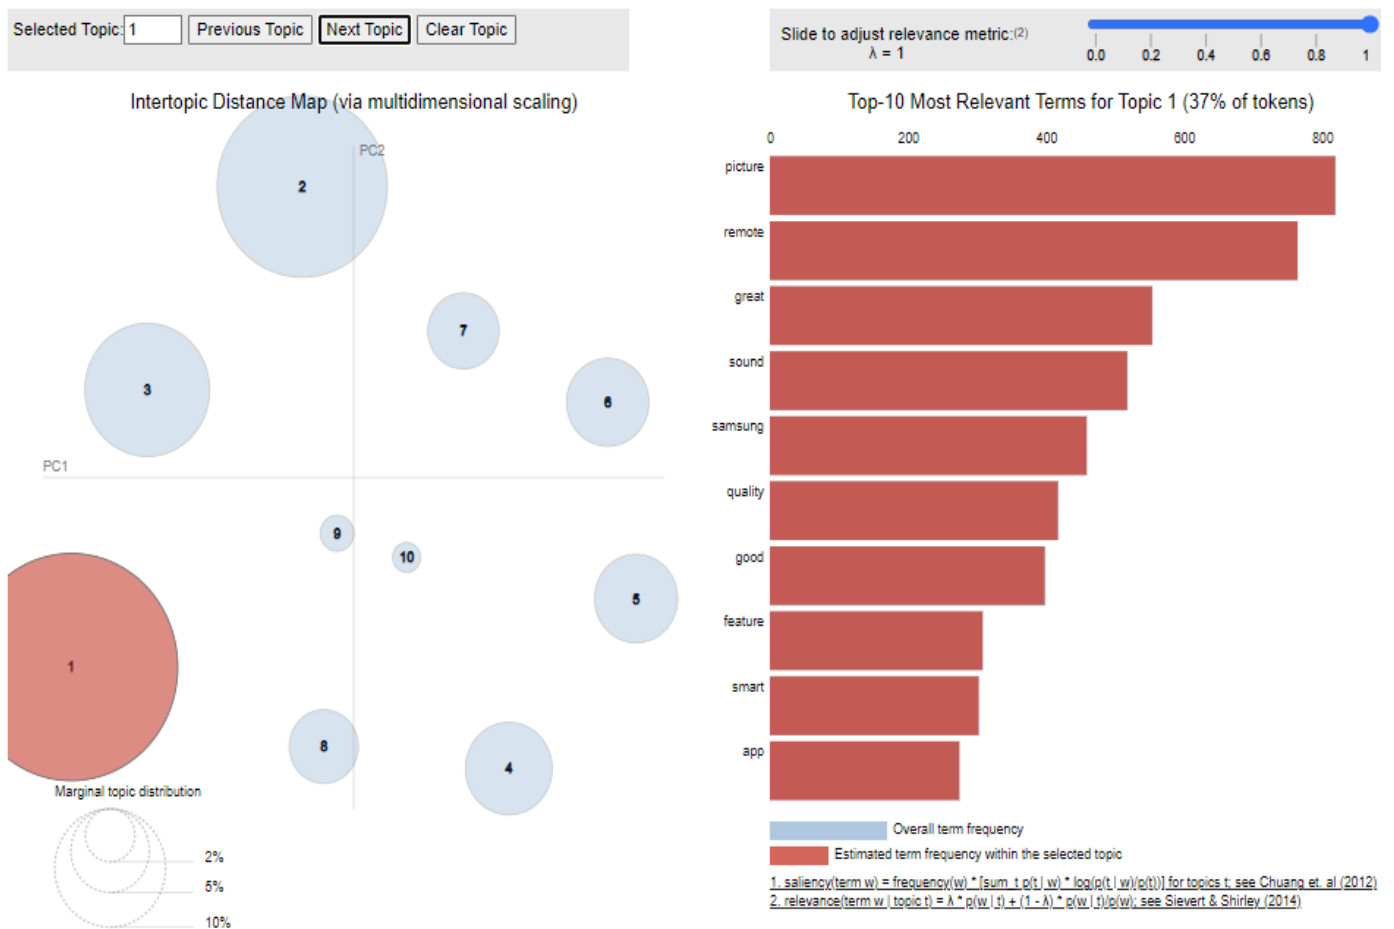 Selected Topic: 1 Previous Topic Next Topic Clear Topic
Slide to adjust relevance metric:(2)
λ = 1
0.0 0.2 0.4 0.6 0.8 1
Intertopic Distance Map (via multidimensional scaling)
PC2
PC1
2
7
3
6
9
10
5
1
8
4
Marginal topic distribution
2%
5%
10%
Top-10 Most Relevant Terms for Topic 1 (37% of tokens)
0 200 400 600 800
picture
remote
great
sound
samsung
quality
good
feature
smart
app
Overall term frequency
Estimated term frequency within the selected topic
1. saliency(term w) = frequency(w) * [sum_t p(t | w) * log(p(t | w)/p(t))] for topics t; see Chuang et. al (2012)
2. relevance(term w | topic t) = λ * p(w | t) + (1 - λ) * p(w | t)/p(w); see Sievert & Shirley (2014)